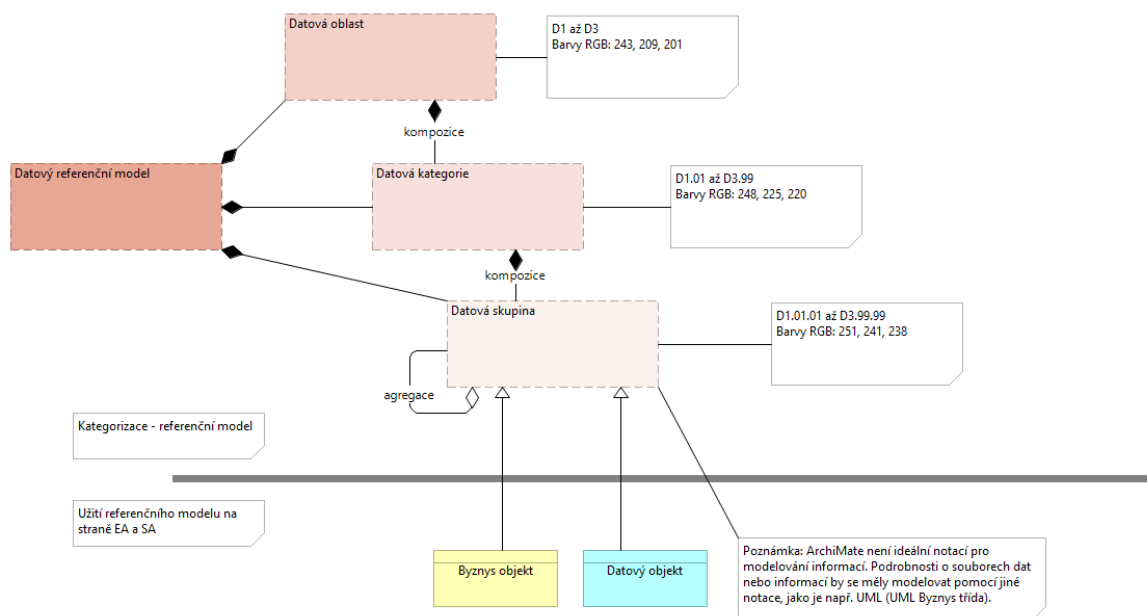 Datová oblast
D1 až D3
Barvy RGB: 243, 209, 201
kompozice
Datový referenční model
Datová kategorie
D1.01 až D3.99
Barvy RGB: 248, 225, 220
kompozice
Datová skupina
D1.01.01 až D3.99.99
Barvy RGB: 251, 241, 238
agregace
Kategorizace - referenční model
Užití referenčního modelu na
straně EA a SA
Byznys objekt
Datový objekt
Poznámka: ArchiMate není ideální notací pro
modelování informací. Podrobnosti o souborech dat
nebo informací by se měly modelovat pomocí jiné
notace, jako je např. UML (UML Byznys třída).